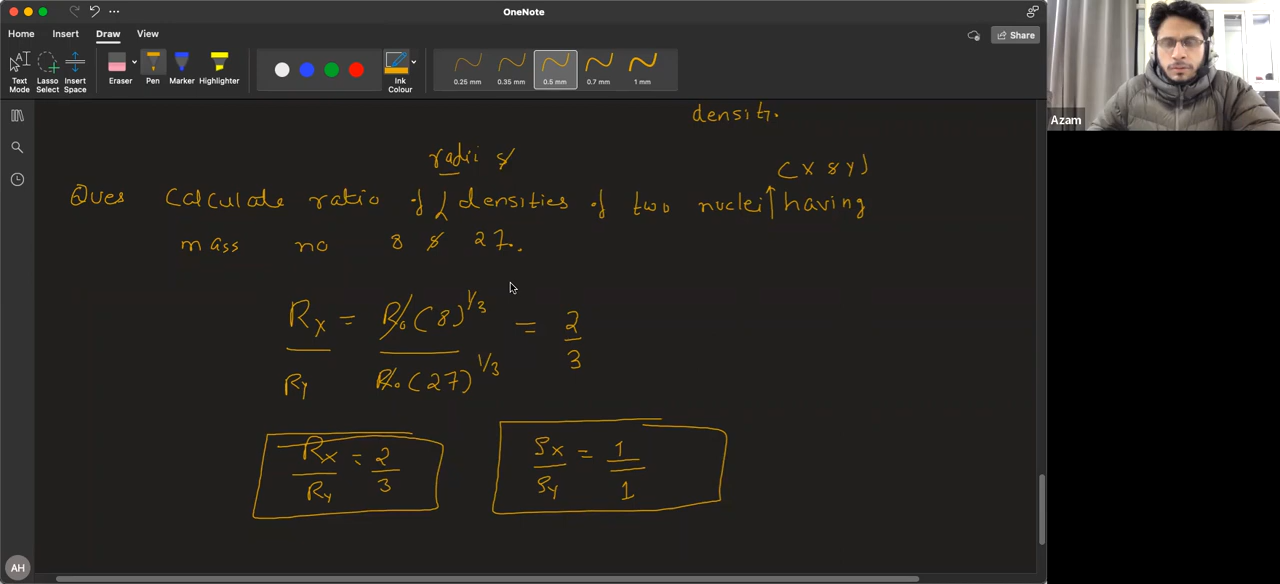 OneNote
Home Insert Draw View
Share
Text Mode
Lasso Select
Insert Space
Eraser
Pen
Marker
Highlighter
Ink Colour
0.25 mm
0.35 mm
0.5 mm
0.7 mm
1 mm
Azam
densit
radii &
(X & Y)
Ques Calculate ratio of densities of two nuclei having
mass no 8 & 27.
Rx/Ry = R₀(8)^1/3 / R₀(27)^1/3 = 2/3
Rx/Ry = 2/3
ρx/ρy = 1/1
AH